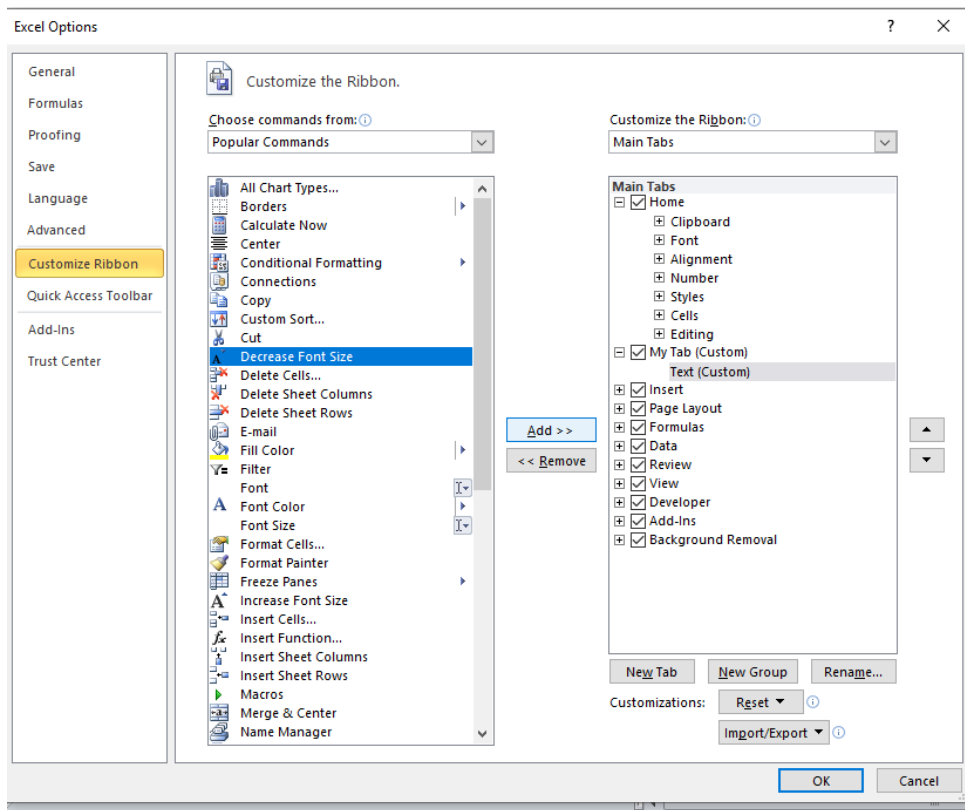 Excel Options
?
General
Formulas
Proofing
Save
Language
Advanced
Customize Ribbon
Quick Access Toolbar
Add-Ins
Trust Center
Customize the Ribbon.
Choose commands from:
Popular Commands
All Chart Types...
Borders
Calculate Now
Center
Conditional Formatting
Connections
Copy
Custom Sort...
Cut
Decrease Font Size
Delete Cells...
Delete Sheet Columns
Delete Sheet Rows
E-mail
Fill Color
Filter
Font
Font Color
Font Size
Format Cells...
Format Painter
Freeze Panes
Increase Font Size
Insert Cells...
Insert Function...
Insert Sheet Columns
Insert Sheet Rows
Macros
Merge & Center
Name Manager
Add >>
<< Remove
Customize the Ribbon:
Main Tabs
Main Tabs
Home
Clipboard
Font
Alignment
Number
Styles
Cells
Editing
My Tab (Custom)
Text (Custom)
Insert
Page Layout
Formulas
Data
Review
View
Developer
Add-Ins
Background Removal
New Tab
New Group
Rename...
Customizations:
Reset
Import/Export
OK
Cancel